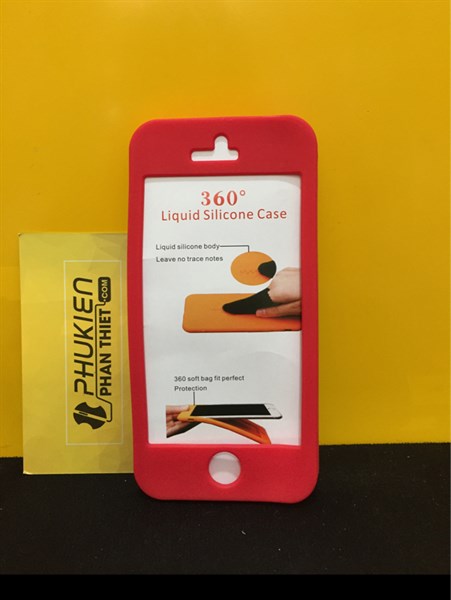 360°
Liquid Silicone Case
Liquid silicone body
Leave no trace notes
360 soft bag fit perfect
Protection
PHUKIEN
PHAN THIET.COM